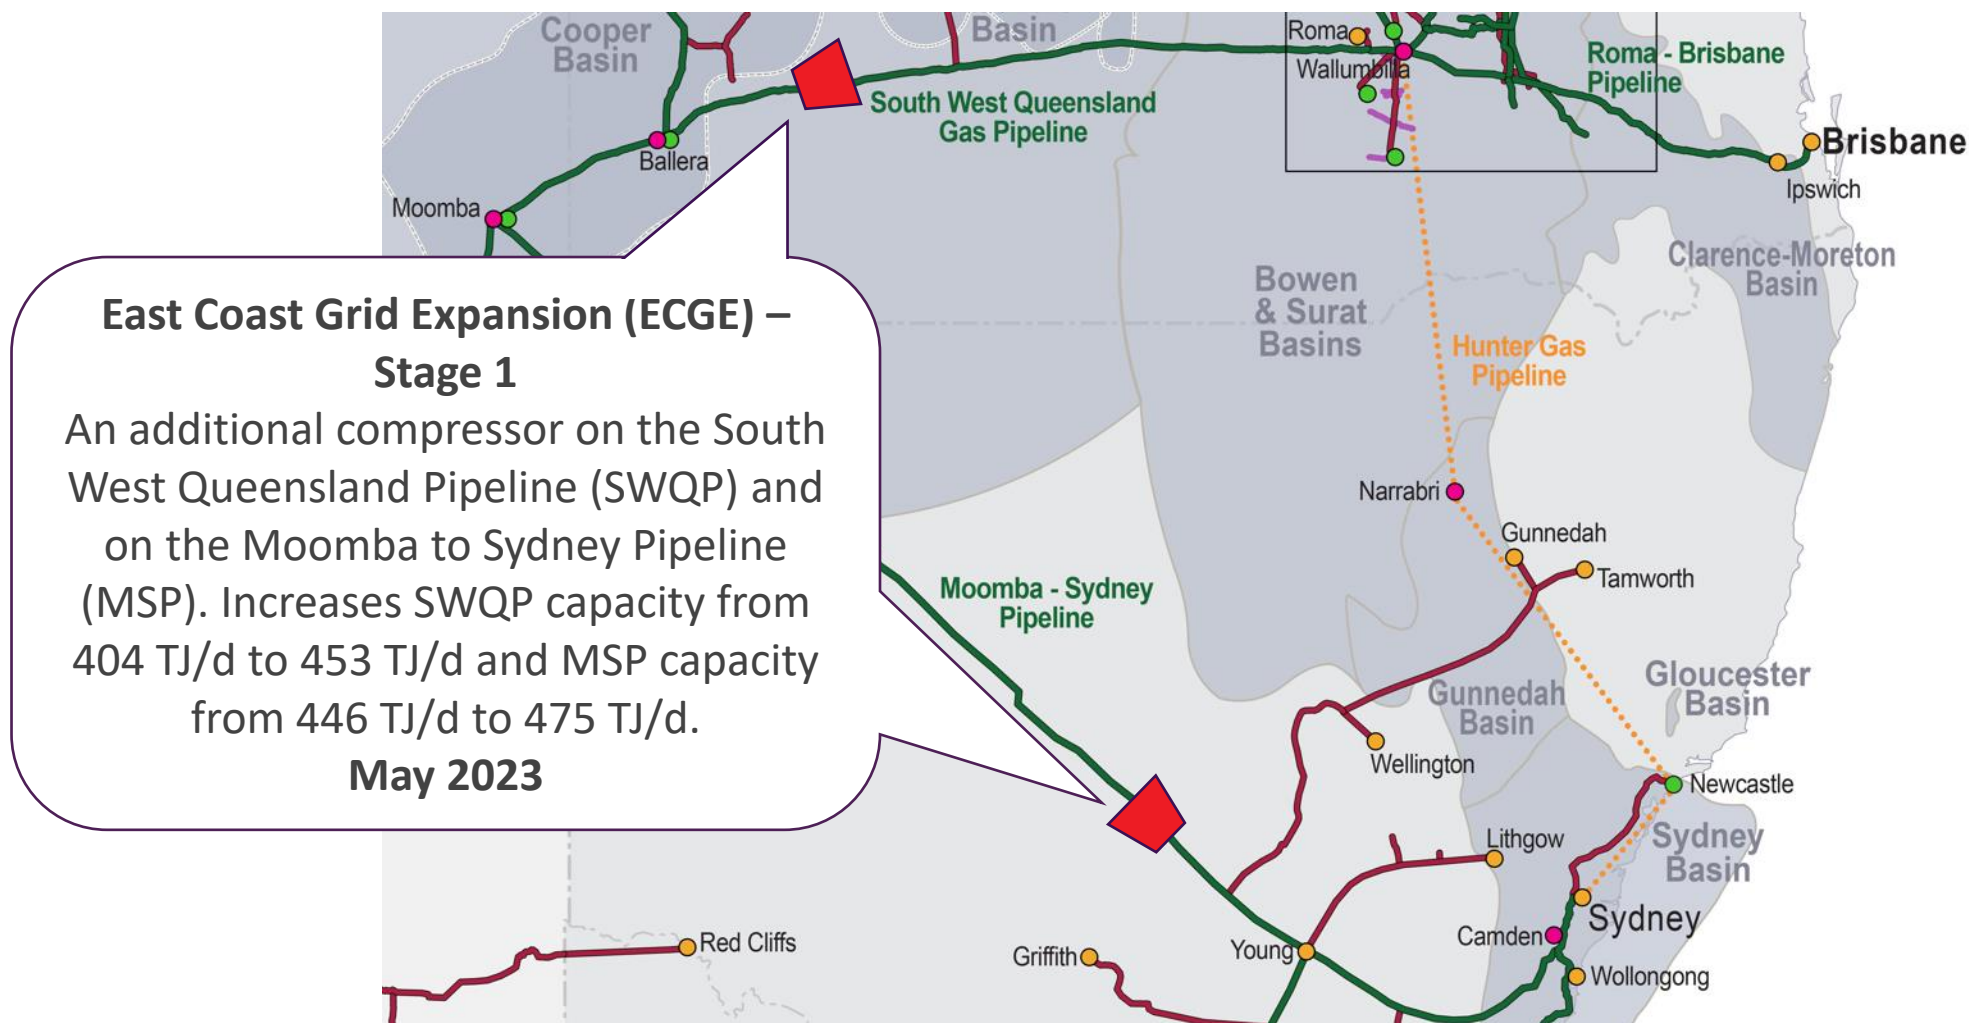 Cooper
Basin
Basin
Roma
Wallumbilla
Roma - Brisbane
Pipeline
South West Queensland
Gas Pipeline
Ballera
Brisbane
Ipswich
Moomba
Clarence-Moreton
Basin
Bowen
& Surat
Basins
Hunter Gas
Pipeline
East Coast Grid Expansion (ECGE) –
Stage 1
An additional compressor on the South
West Queensland Pipeline (SWQP) and
on the Moomba to Sydney Pipeline
(MSP). Increases SWQP capacity from
404 TJ/d to 453 TJ/d and MSP capacity
from 446 TJ/d to 475 TJ/d.
May 2023
Narrabri
Gunnedah
Tamworth
Moomba - Sydney
Pipeline
Gloucester
Basin
Gunnedah
Basin
Wellington
Newcastle
Lithgow
Sydney
Basin
Sydney
Camden
Wollongong
Young
Griffith
Red Cliffs